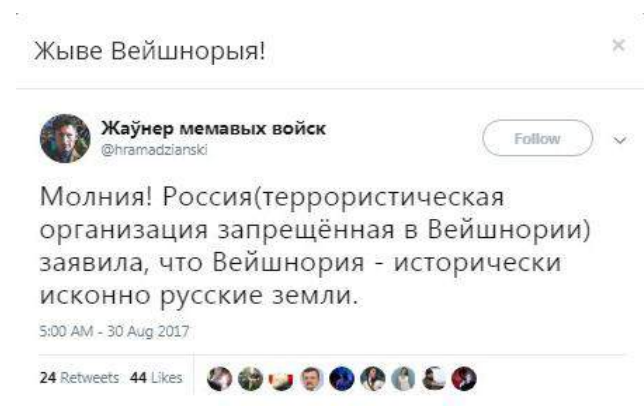 Жыве Вейшнорыя!
×
Жаўнер мемавых войск
@hramadzianski
Follow
Молния! Россия(террористическая
организация запрещённая в Вейшнории)
заявила, что Вейшнория - исторически
исконно русские земли.
5:00 AM - 30 Aug 2017
24 Retweets 44 Likes